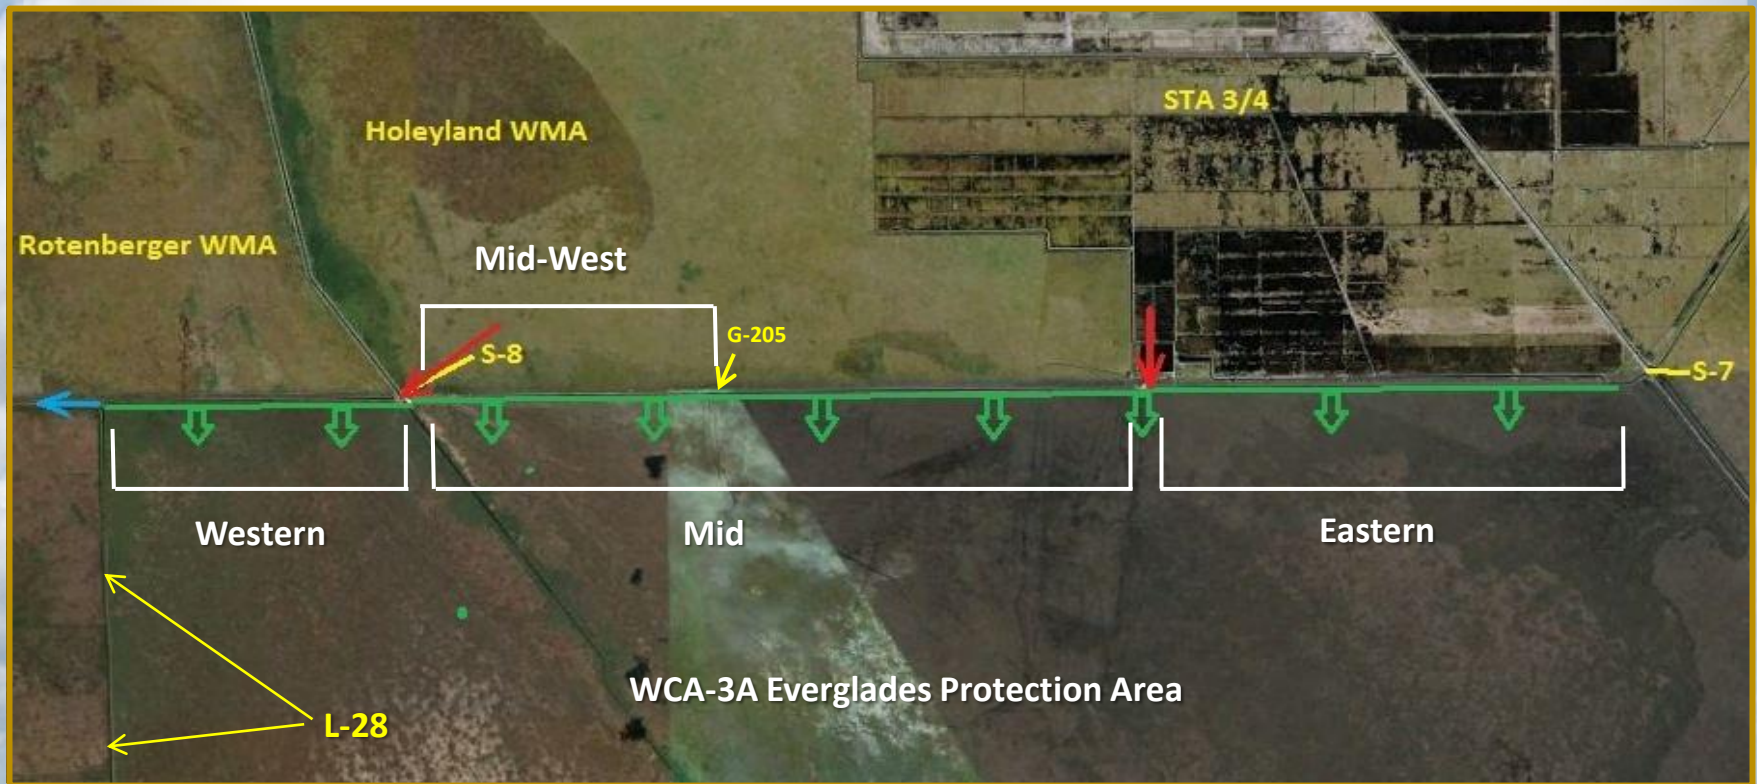 STA 3/4
Holeyland WMA
Rotenberger WMA
Mid-West
G-205
S-8
S-7
Western
Mid
Eastern
WCA-3A Everglades Protection Area
L-28